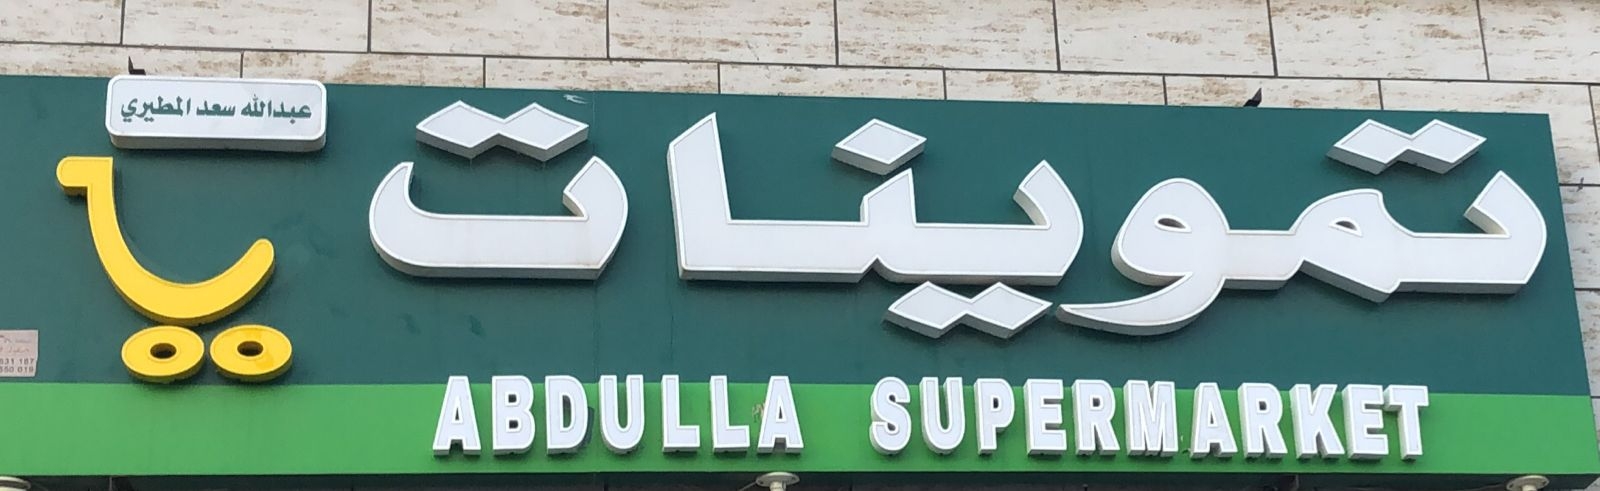 عبدالله سعد المطيري
تموينات
ABDULLA SUPERMARKET